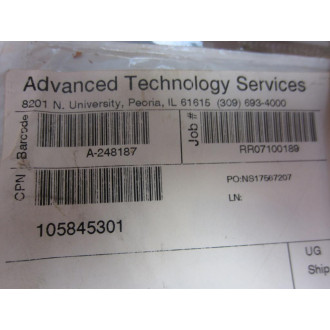 Advanced Technology Services
8201 N. University, Peoria, IL 61615 (309) 693-4000
Barcode
A-248187
Job #
RR07100189
CPN
105845301
PO:NS17567207
LN:
UG
Ship